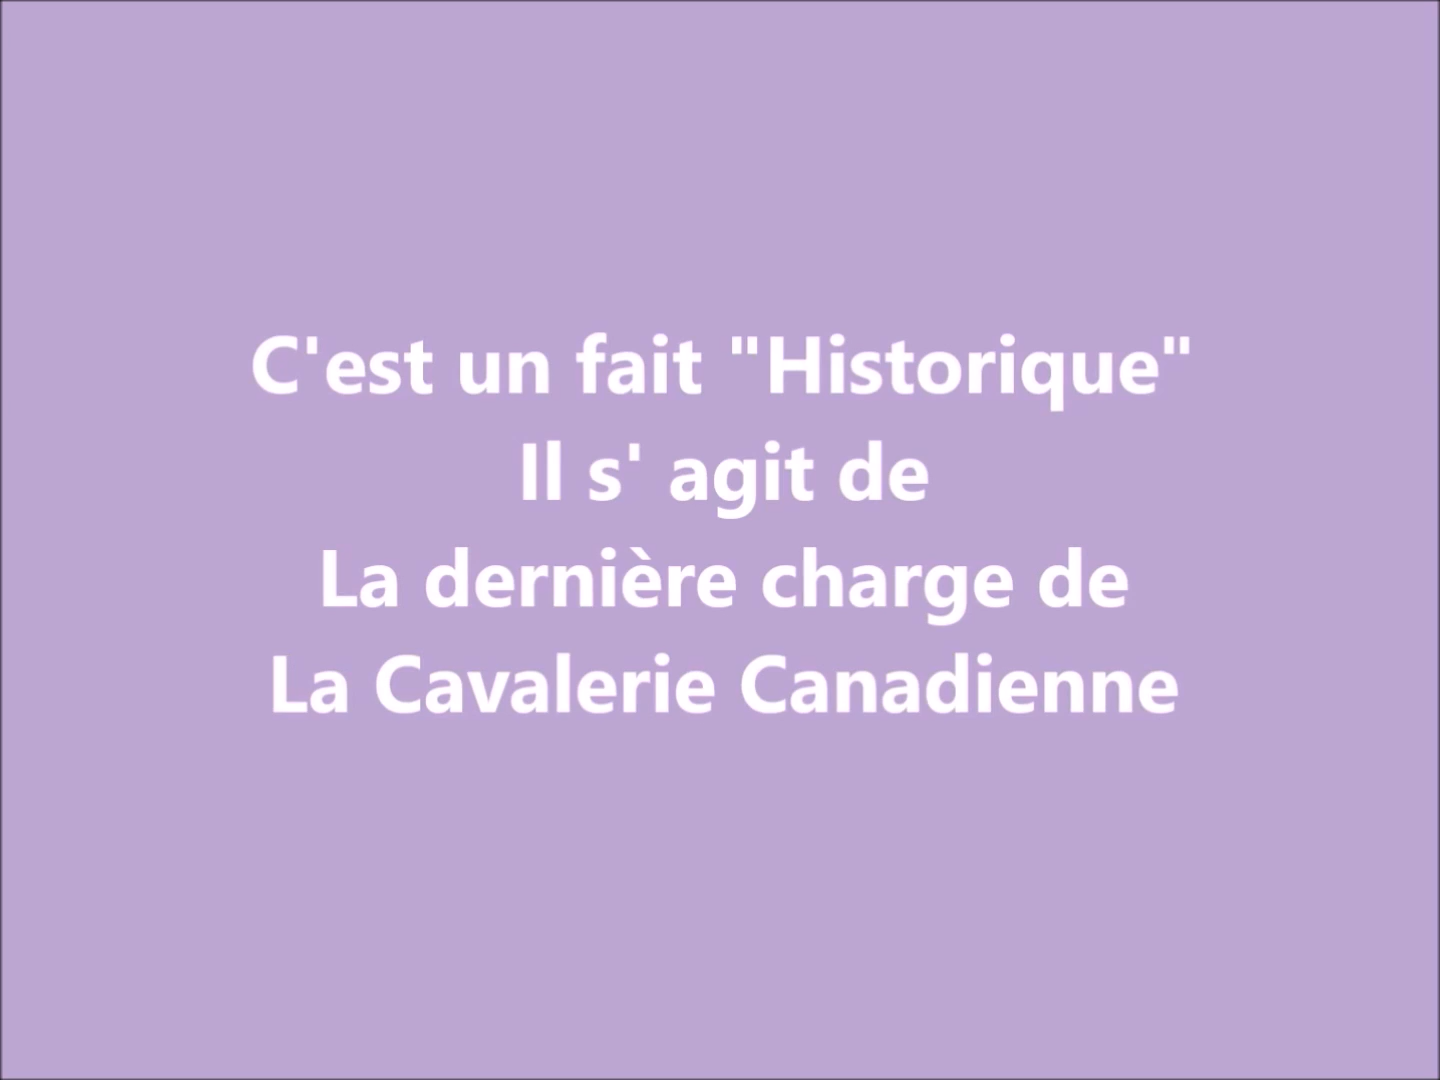 C'est un fait "Historique"
Il s' agit de
La dernière charge de
La Cavalerie Canadienne